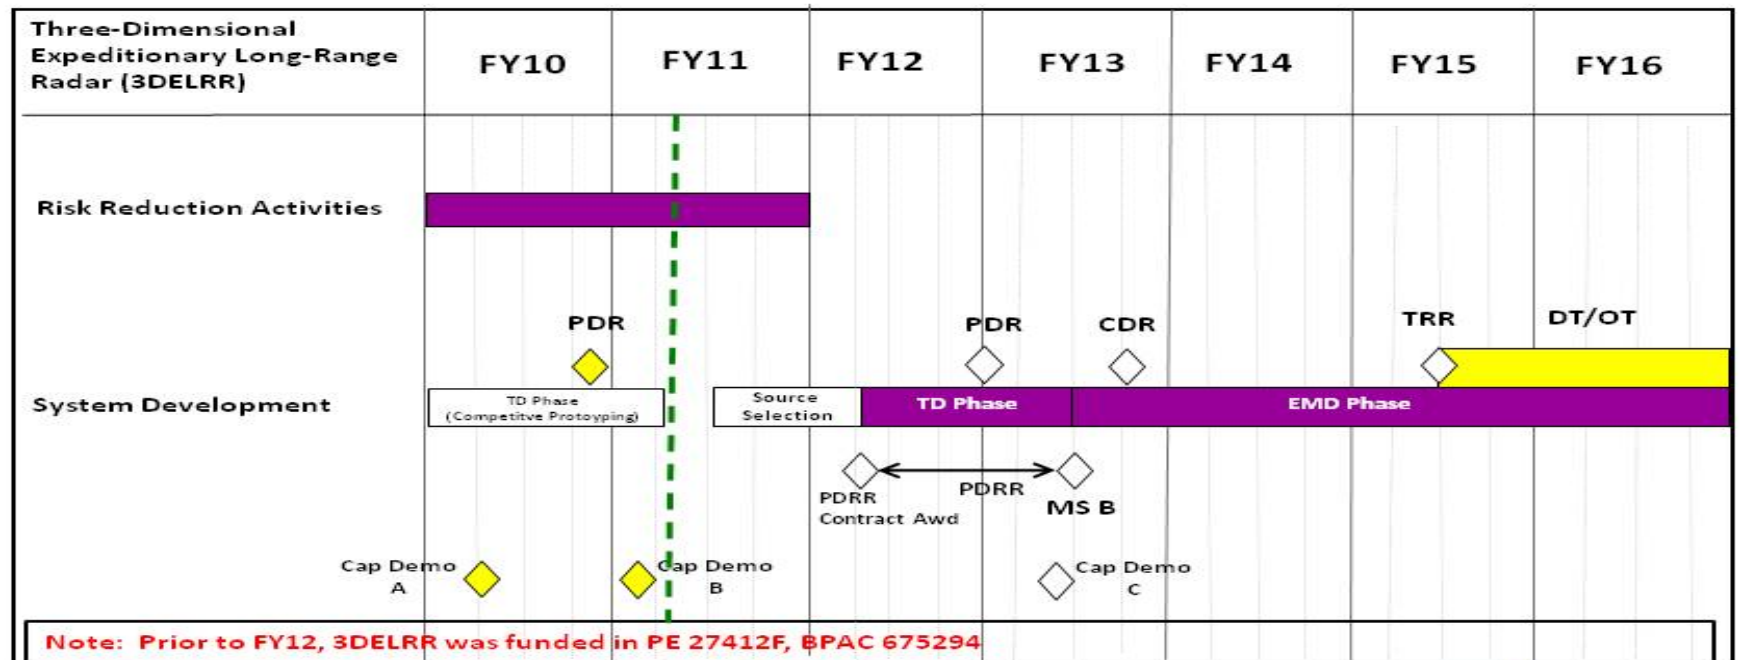 Three-Dimensional
Expeditionary Long-Range
Radar (3DELRR)
FY10
FY11
FY12
FY13
FY14
FY15
FY16
Risk Reduction Activities
PDR
PDR
CDR
TRR
DT/OT
System Development
TD Phase
(Competitve Protoyping)
Source
Selection
TD Phase
EMD Phase
PDRR
Contract Awd
PDRR
MS B
Cap Demo
A
Cap Demo
B
Cap Demo
C
Note: Prior to FY12, 3DELRR was funded in PE 27412F, BPAC 675294